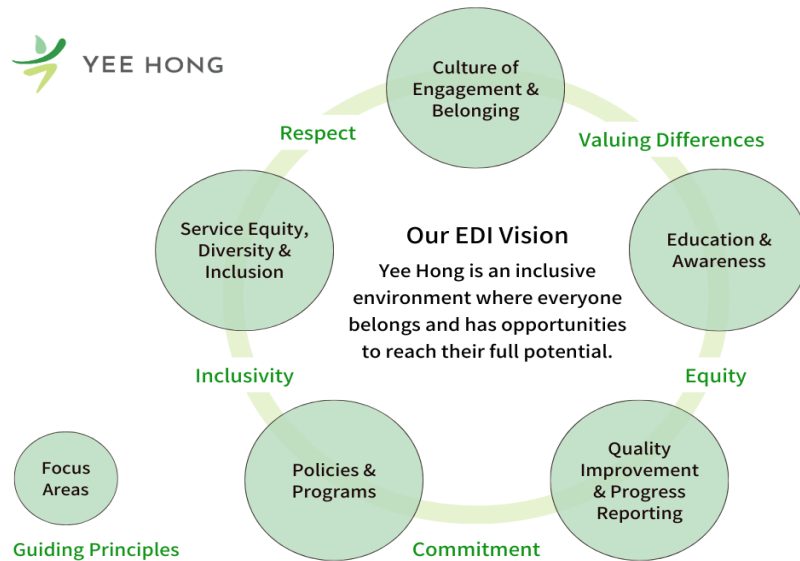 YEE HONG
Culture of
Engagement &
Belonging
Respect
Valuing Differences
Service Equity,
Diversity &
Inclusion
Education &
Awareness
Our EDI Vision
Yee Hong is an inclusive
environment where everyone
belongs and has opportunities
to reach their full potential.
Inclusivity
Equity
Policies &
Programs
Quality
Improvement
& Progress
Reporting
Commitment
Focus
Areas
Guiding Principles